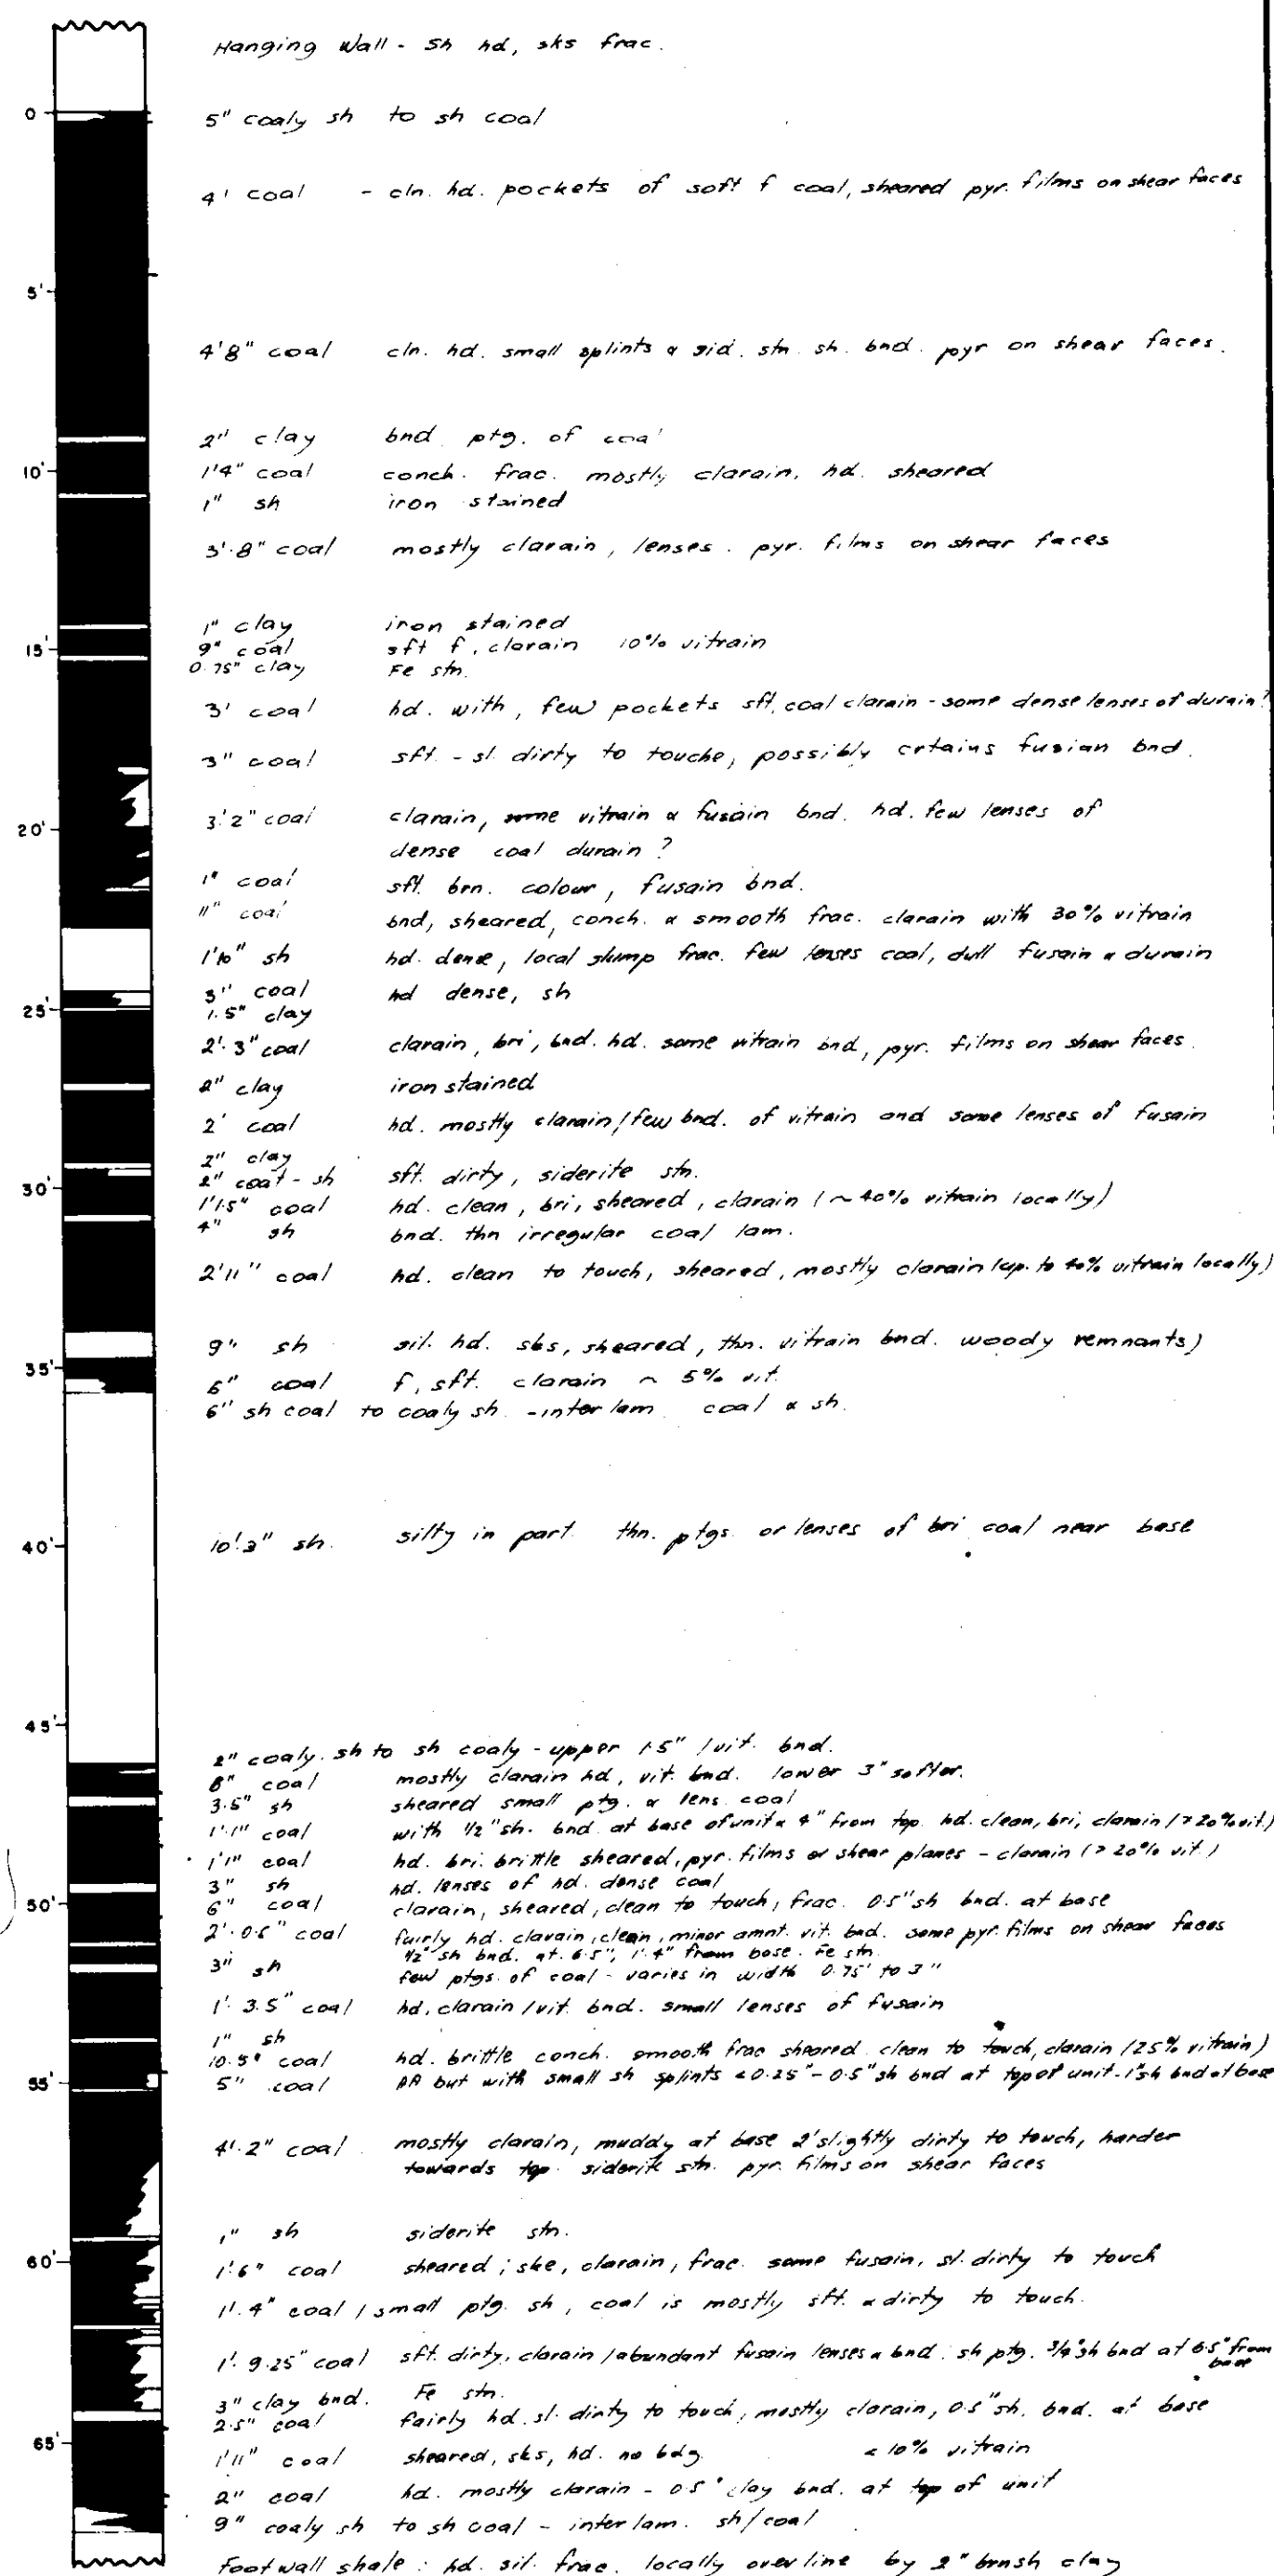 Hanging Wall - Sh hd, sks frac.
0
5" coaly sh to sh coal
4' coal - cln. hd. pockets of soft f coal, sheared pyr. films on shear faces
5'
4'8" coal cln. hd. small splints & sid. stn. sh. bnd. pyr on shear faces.
2" clay bnd ptg. of coal
10'
1'4" coal conch. frac. mostly clarain, hd. sheared
1" sh iron stained
3'.8" coal mostly clarain, lenses. pyr. films on shear faces
1" clay iron stained
15'
9" coal sft f, clarain 10% vitrain
0.75" clay Fe stn.
3' coal hd. with, few pockets sft. coal clarain - some dense lenses of durain?
3" coal sft. - sl. dirty to touche, possibly crtains fusian bnd.
20'
3'.2" coal clarain, some vitrain & fusain bnd. hd. few lenses of
dense coal durain?
1" coal sft. brn. colour, fusain bnd.
11" coal bnd, sheared, conch. & smooth frac. clarain with 30% vitrain
1'10" sh hd. dense, local slump frac. few lenses coal, dull fusain & durain
3" coal hd dense, sh
25'
1.5" clay
2'.3" coal clarain, bri, bnd. hd. some vitrain bnd, pyr. films on shear faces.
2" clay iron stained
2' coal hd. mostly clarain / few bnd. of vitrain and some lenses of fusain
2" clay
2" coal - sh sft. dirty, siderite stn.
30'
1'1.5" coal hd. clean, bri, sheared, clarain (~40% vitrain locally)
4" sh bnd. thn irregular coal lam.
2'11" coal hd. clean to touch, sheared, mostly clarain (up. to 40% vitrain locally)
9" sh sil. hd. sks, sheared, thn. vitrain bnd. woody remnants)
35'
6" coal f, sft. clarain ~ 5% vit.
6" sh coal to coaly sh. - inter lam. coal & sh.
40'
10'.3" sh. silty in part. thn. ptgs. or lenses of bri coal near base
45'
2" coaly. sh to sh coaly - upper 1.5" / vit. bnd.
8" coal mostly clarain hd, vit. bnd. lower 3" softer.
3.5" sh sheared small ptg. & lens coal
1'.1" coal with 1/2" sh. bnd. at base of unit & 4" from top. hd. clean, bri, clarain (>20% vit.)
1'1" coal hd. bri. brittle sheared, pyr. films or shear planes - clarain (>20% vit.)
3" sh hd. lenses of hd. dense coal
50'
6" coal clarain, sheared, clean to touch, frac. 0.5" sh bnd. at base
2'.0.5" coal fairly hd. clarain, clean, minor amnt. vit. bnd. some pyr. films on shear faces
1/2" sh bnd. at. 6.5", 1'.4" from base. Fe stn.
3" sh few ptgs. of coal - varies in width 0.75' to 3"
1'. 3.5" coal hd, clarain / vit. bnd. small lenses of fusain
1" sh
10.5" coal hd. brittle conch. smooth frac sheared clean to touch, clarain (25% vitrain)
55'
5" coal AA but with small sh splints <0.25" - 0.5" sh bnd at top of unit - 1" sh bnd at base
4'.2" coal mostly clarain, muddy at base 2' slightly dirty to touch, harder
towards top. siderite stn. pyr. films on shear faces
1" sh siderite stn.
60'
1'.6" coal sheared; ske, clarain, frac. some fusain, sl. dirty to touch
1'.4" coal / small ptg. sh, coal is mostly sft. & dirty to touch.
1'. 9.25" coal sft. dirty, clarain / abundant fusain lenses & bnd. sh ptg. 3/4" sh bnd at 6.5" from
base
3" clay bnd. Fe stn.
2.5" coal fairly hd. sl. dirty to touch, mostly clarain, 0.5" sh. bnd. at base
65'
1'11" coal sheared, sks, hd. no bdg. < 10% vitrain
2" coal hd. mostly clarain - 0.5" clay bnd. at top of unit
9" coaly sh to sh coal - inter lam. sh/coal
Footwall shale: hd. sil. frac. locally over line by 2" brnsh clay